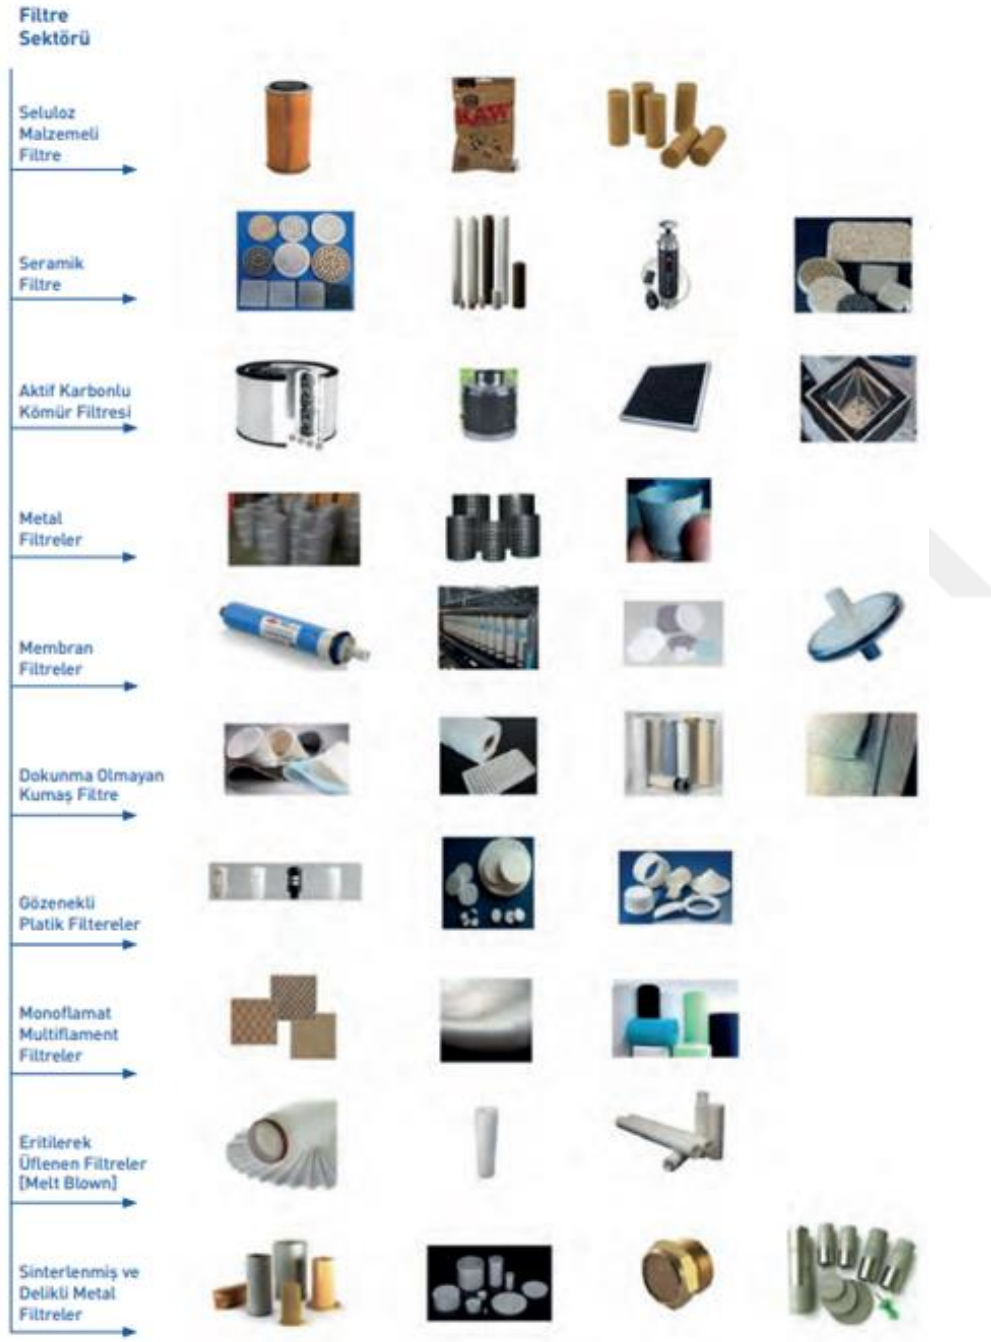 Filtre
Sektörü
Seluloz
Malzemeli
Filtre
RAW
Seramik
Filtre
Aktif Karbonlu
Kömür Filtresi
Metal
Filtreler
Membran
Filtreler
Dokunma Olmayan
Kumaş Filtre
Gözenekli
Platik Filtereler
Monoflamat
Multiflament
Filtreler
Eritilerek
Üflenen Filtreler
[Melt Blown]
Sinterlenmiş ve
Delikli Metal
Filtreler